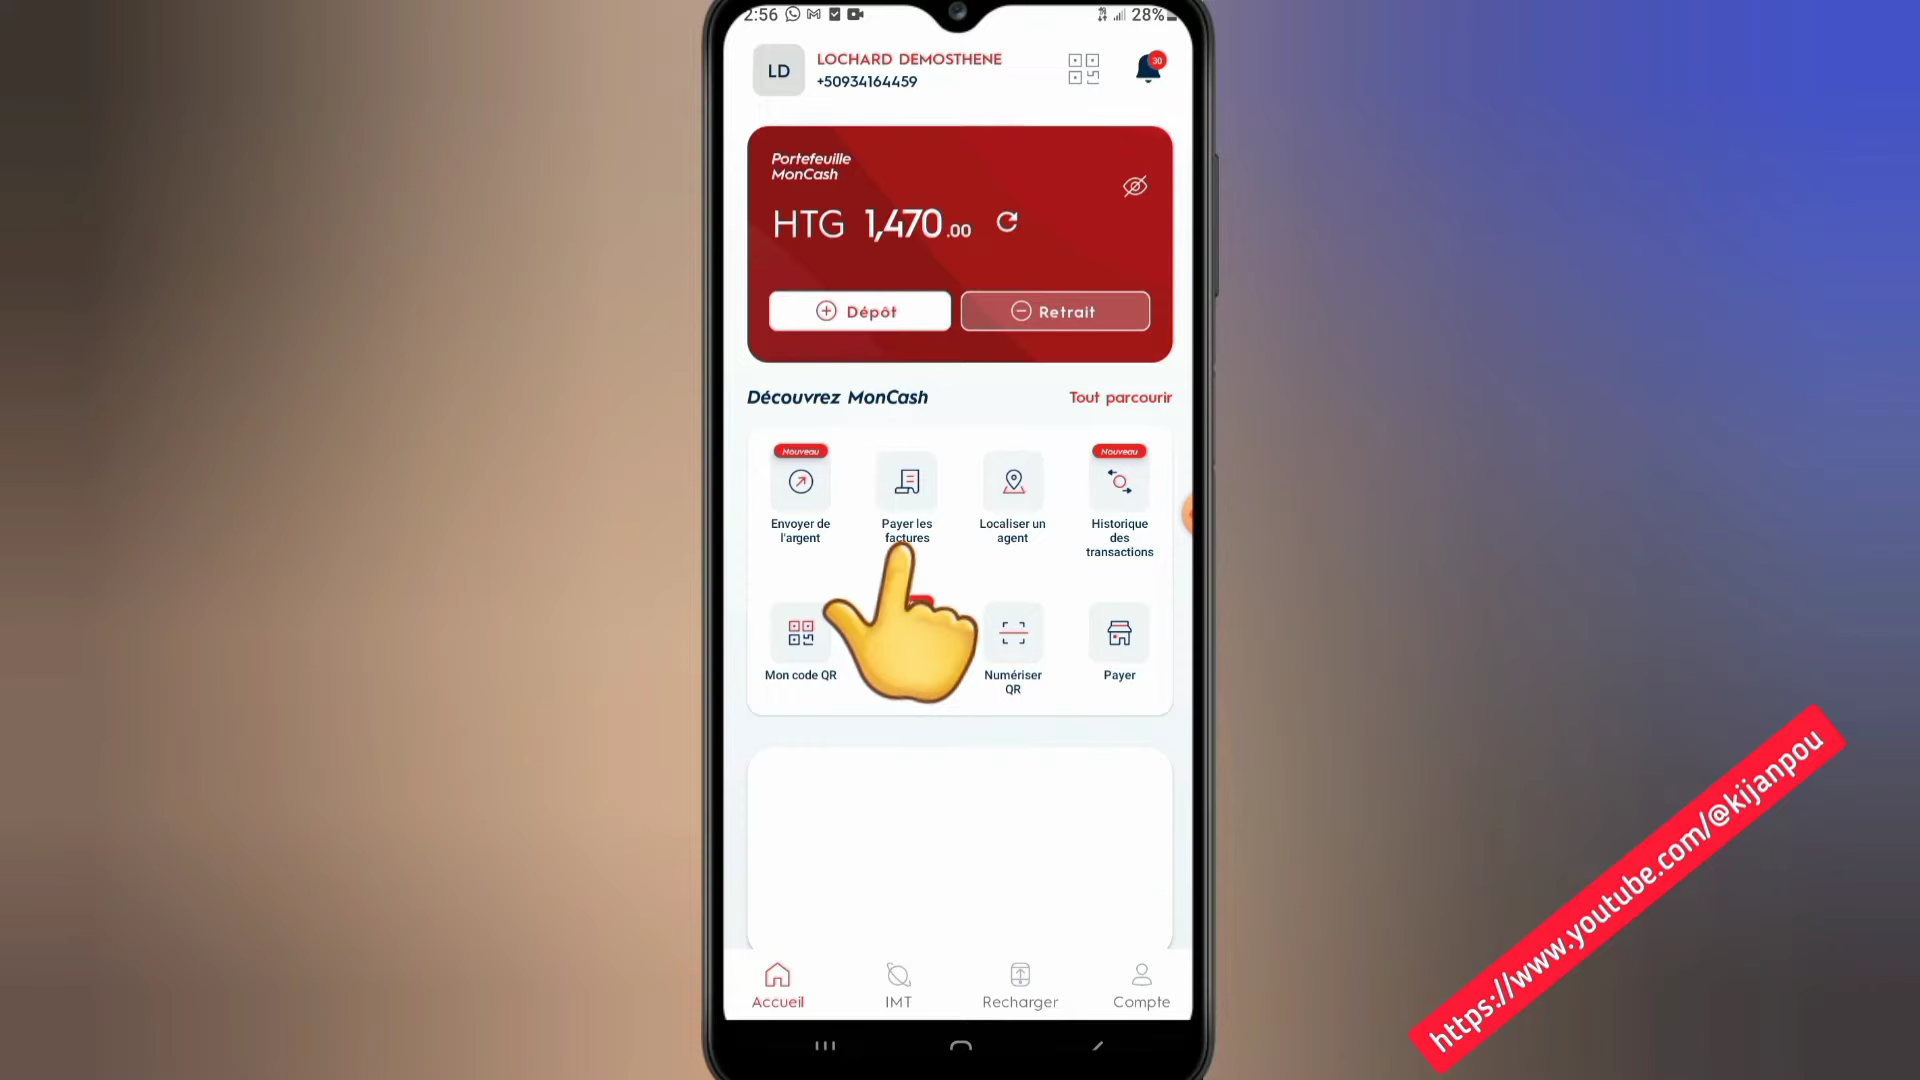 2:56
28%
LD
LOCHARD DEMOSTHENE
+50934164459
30
Portefeuille
MonCash
HTG 1,470.00
Dépôt
Retrait
Découvrez MonCash
Tout parcourir
Nouveau
Nouveau
Envoyer de
l'argent
Payer les
factures
Localiser un
agent
Historique
des
transactions
Mon code QR
Numériser
QR
Payer
Accueil
IMT
Recharger
Compte
https://www.youtube.com/@kijanpou